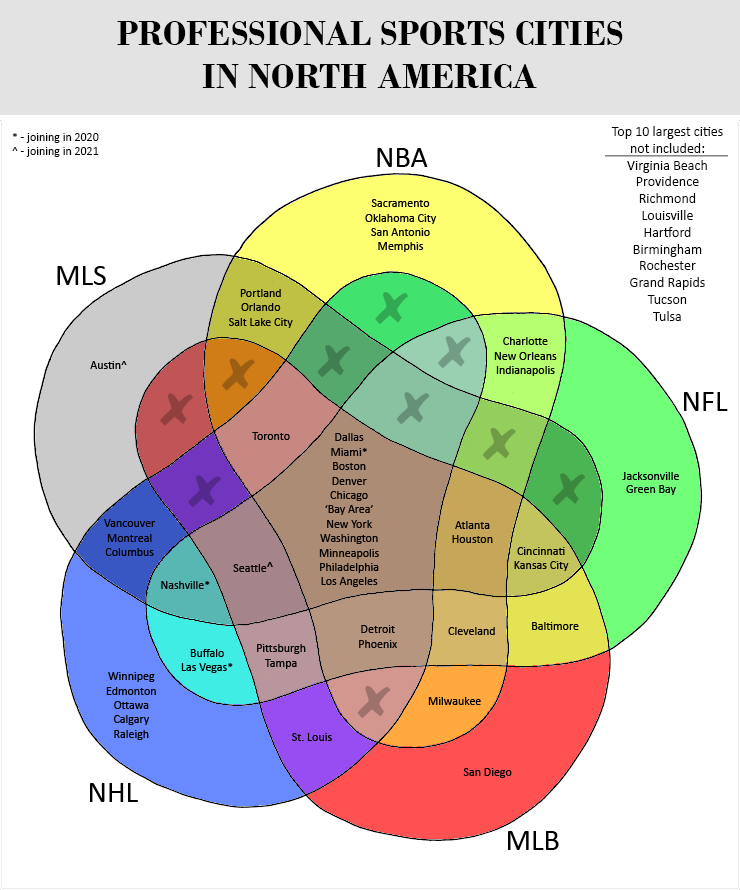 PROFESSIONAL SPORTS CITIES
IN NORTH AMERICA
* - joining in 2020
^ - joining in 2021
Top 10 largest cities
not included:
Virginia Beach
Providence
Richmond
Louisville
Hartford
Birmingham
Rochester
Grand Rapids
Tucson
Tulsa
NBA
Sacramento
Oklahoma City
San Antonio
Memphis
MLS
Portland
Orlando
Salt Lake City
Austin^
Charlotte
New Orleans
Indianapolis
NFL
Jacksonville
Green Bay
Toronto
Dallas
Miami*
Boston
Denver
Chicago
‘Bay Area’
New York
Washington
Minneapolis
Philadelphia
Los Angeles
Atlanta
Houston
Cincinnati
Kansas City
Vancouver
Montreal
Columbus
Seattle^
Nashville*
Buffalo
Las Vegas*
Pittsburgh
Tampa
Detroit
Phoenix
Cleveland
Baltimore
Winnipeg
Edmonton
Ottawa
Calgary
Raleigh
St. Louis
Milwaukee
San Diego
NHL
MLB